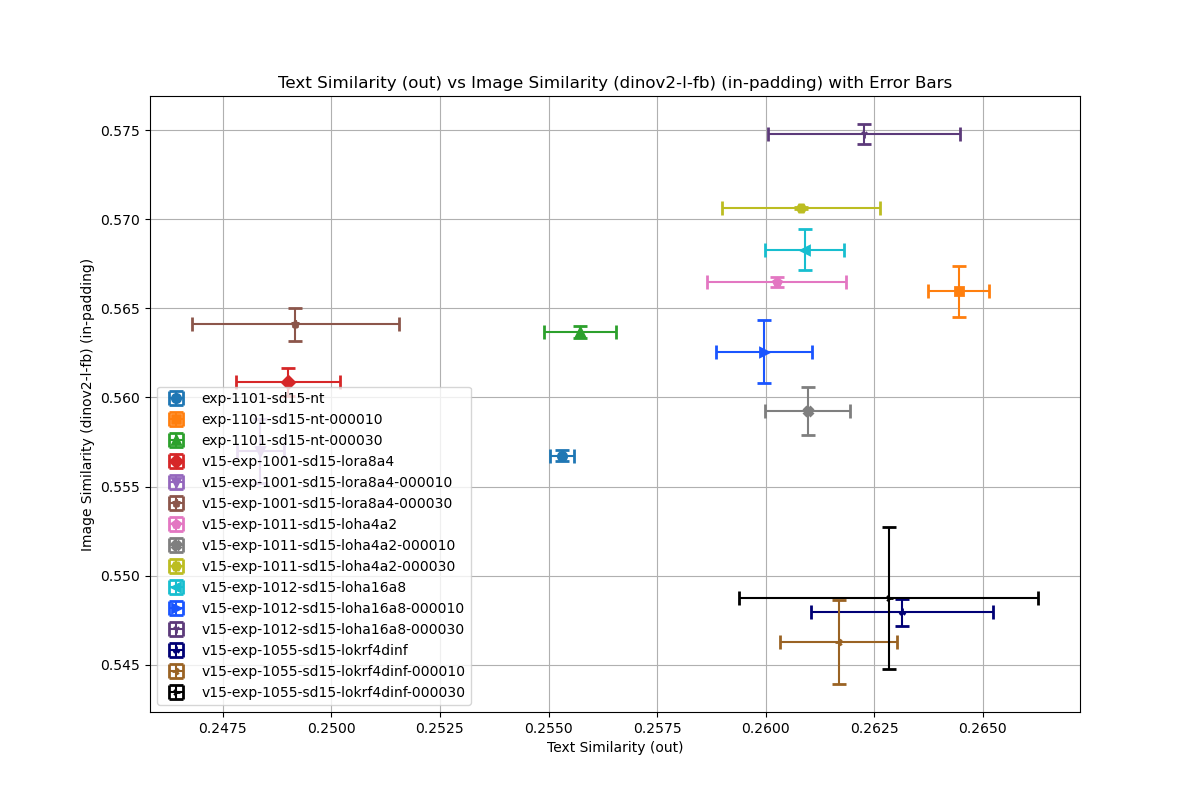 Text Similarity (out) vs Image Similarity (dinov2-l-fb) (in-padding) with Error Bars
Image Similarity (dinov2-l-fb) (in-padding)
0.575
0.570
0.565
0.560
0.555
0.550
0.545
exp-1101-sd15-nt
exp-1101-sd15-nt-000010
exp-1101-sd15-nt-000030
v15-exp-1001-sd15-lora8a4
v15-exp-1001-sd15-lora8a4-000010
v15-exp-1001-sd15-lora8a4-000030
v15-exp-1011-sd15-loha4a2
v15-exp-1011-sd15-loha4a2-000010
v15-exp-1011-sd15-loha4a2-000030
v15-exp-1012-sd15-loha16a8
v15-exp-1012-sd15-loha16a8-000010
v15-exp-1012-sd15-loha16a8-000030
v15-exp-1055-sd15-lokrf4dinf
v15-exp-1055-sd15-lokrf4dinf-000010
v15-exp-1055-sd15-lokrf4dinf-000030
0.2475 0.2500 0.2525 0.2550 0.2575 0.2600 0.2625 0.2650
Text Similarity (out)